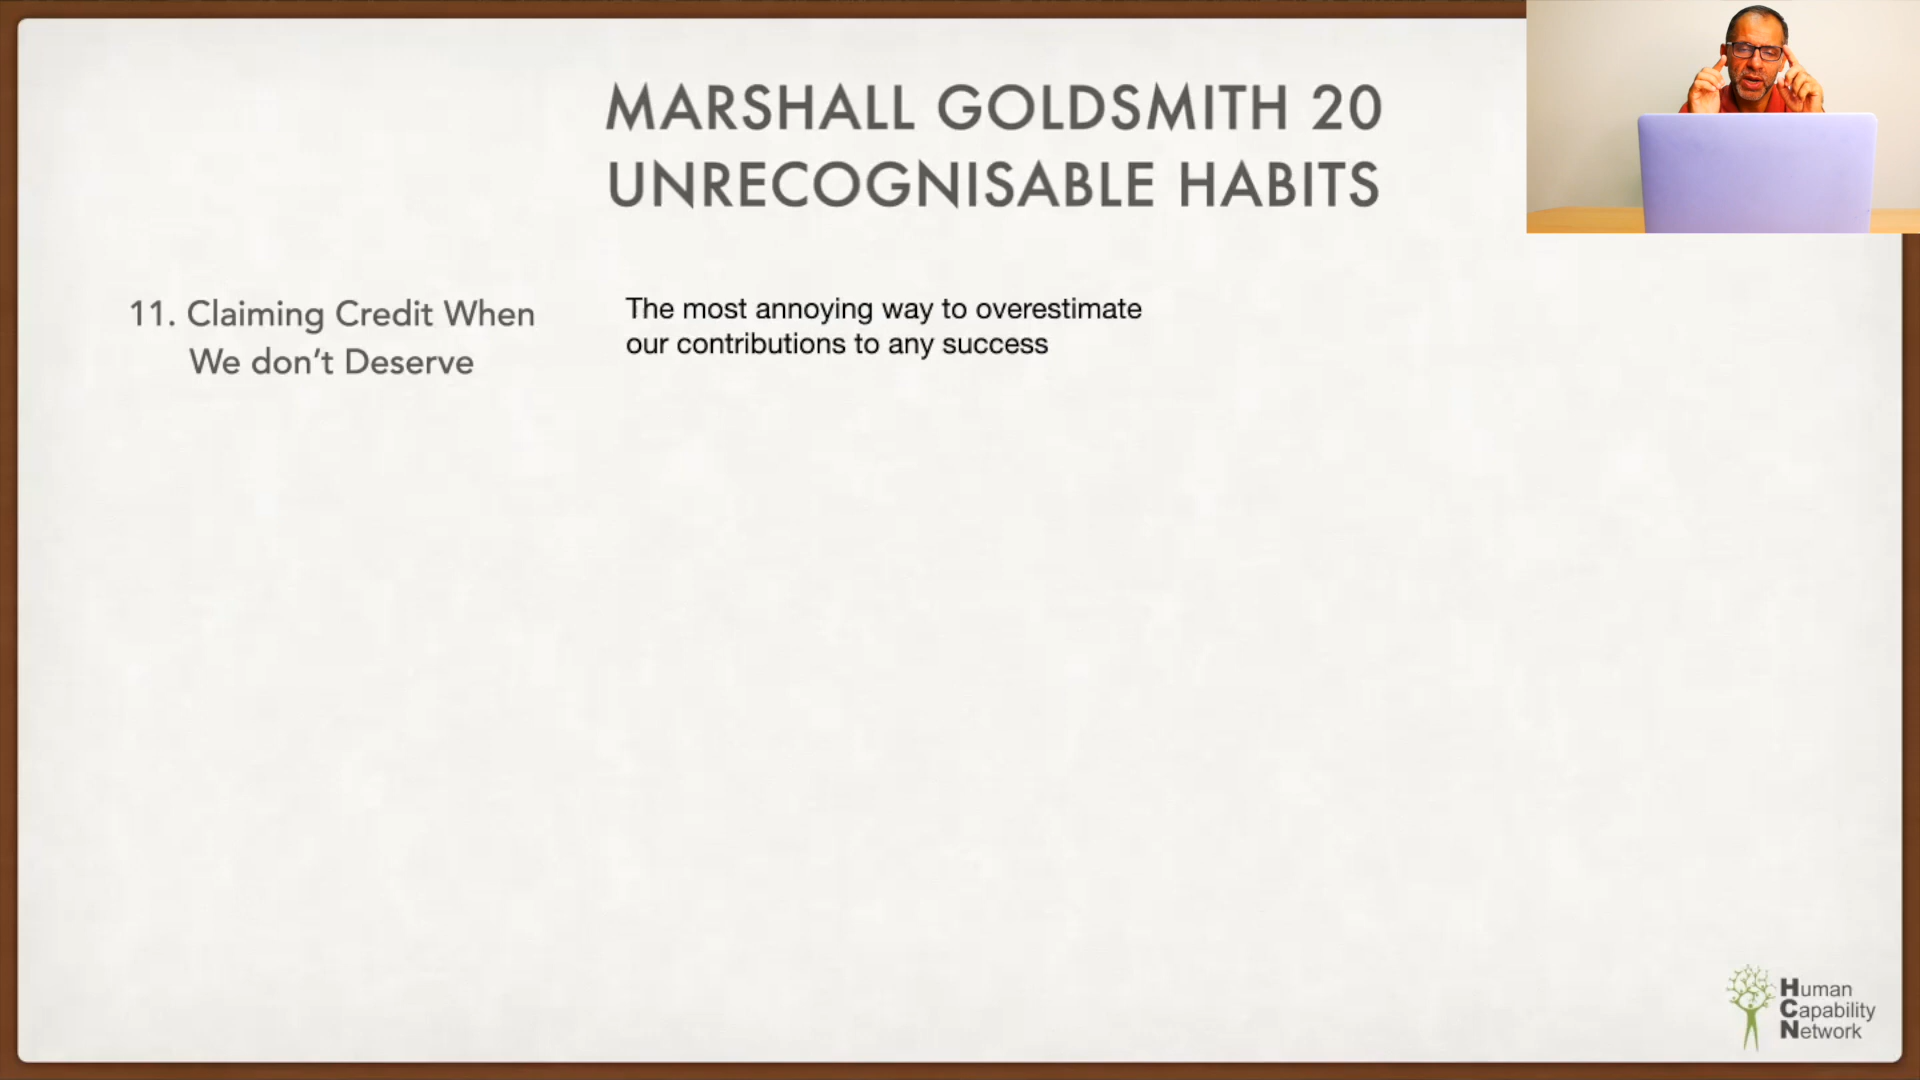 MARSHALL GOLDSMITH 20
UNRECOGNISABLE HABITS
11. Claiming Credit When
We don’t Deserve
The most annoying way to overestimate
our contributions to any success
Human
Capability
Network